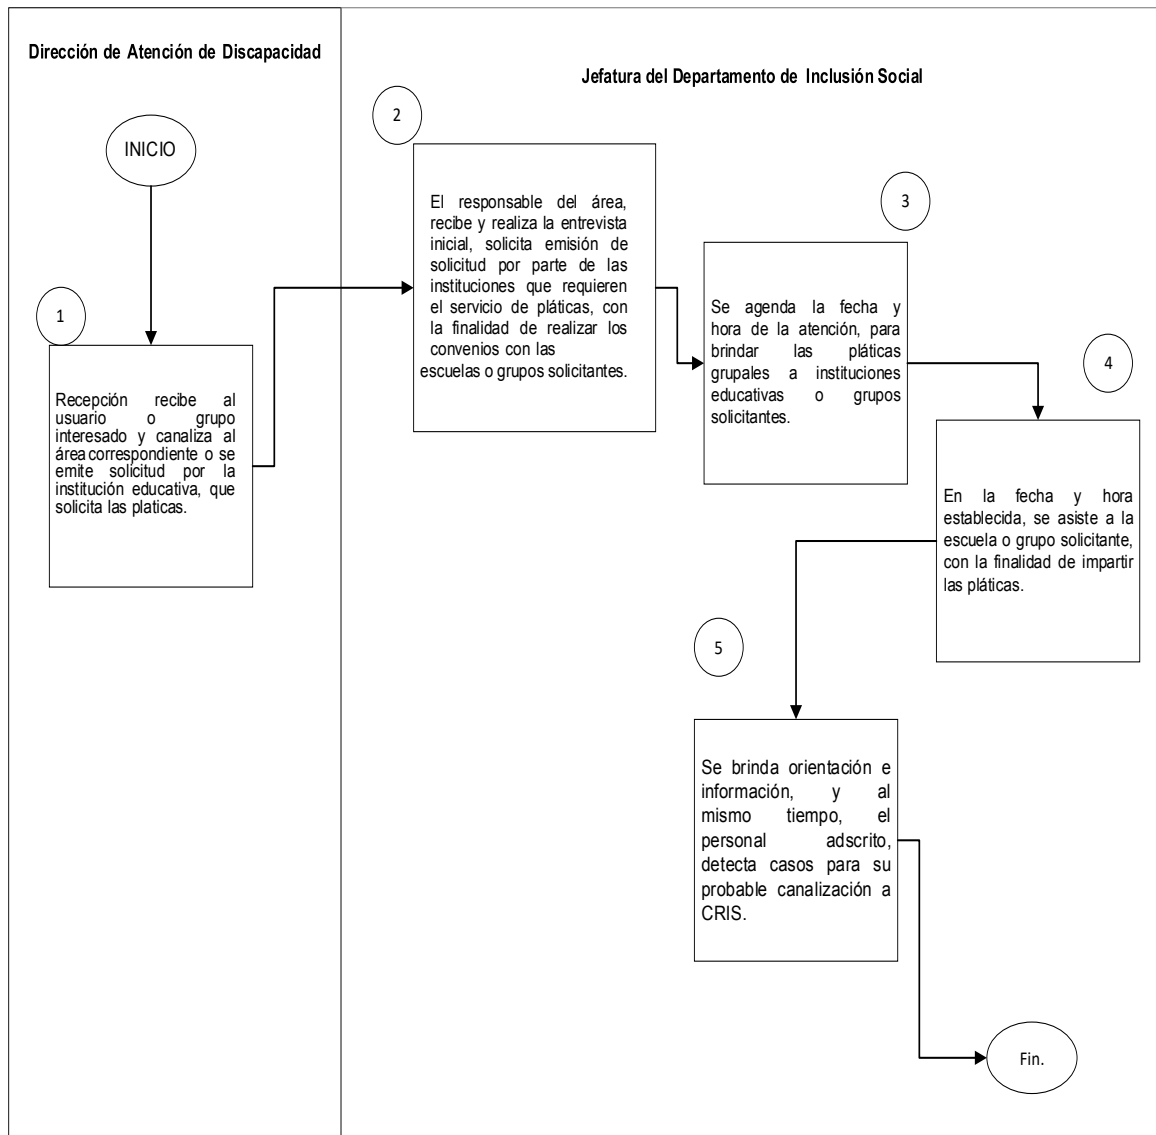 Dirección de Atención de Discapacidad
Jefatura del Departamento de Inclusión Social
INICIO
1
Recepción recibe al
usuario o grupo
interesado y canaliza al
área correspondiente o se
emite solicitud por la
institución educativa, que
solicita las platicas.
2
El responsable del área,
recibe y realiza la entrevista
inicial, solicita emisión de
solicitud por parte de las
instituciones que requieren
el servicio de pláticas, con
la finalidad de realizar los
convenios con las
escuelas o grupos solicitantes.
3
Se agenda la fecha y
hora de la atención, para
brindar las pláticas
grupales a instituciones
educativas o grupos
solicitantes.
4
En la fecha y hora
establecida, se asiste a la
escuela o grupo solicitante,
con la finalidad de impartir
las pláticas.
5
Se brinda orientación e
información, y al
mismo tiempo, el
personal adscrito,
detecta casos para su
probable canalización a
CRIS.
Fin.